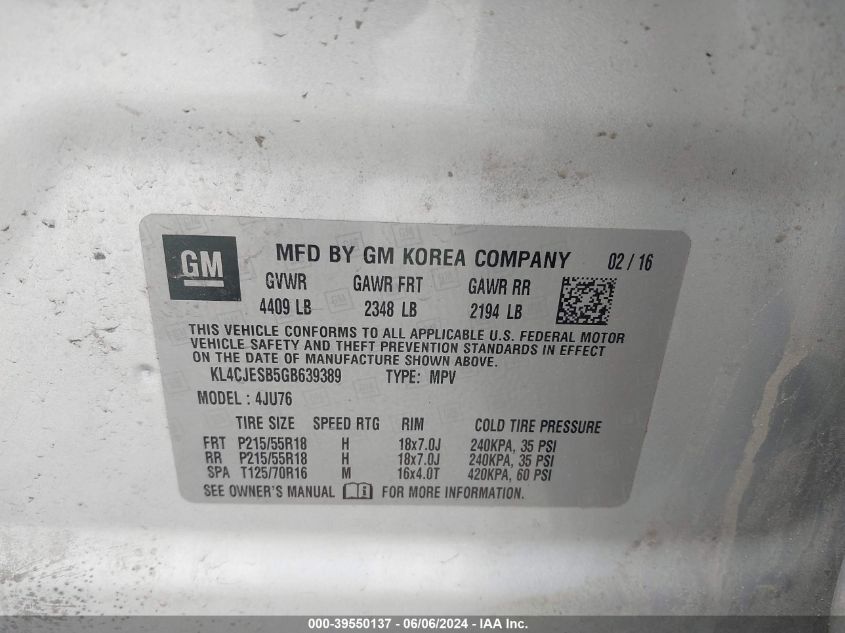 GM MFD BY GM KOREA COMPANY 02 / 16
GVWR GAWR FRT GAWR RR
4409 LB 2348 LB 2194 LB
THIS VEHICLE CONFORMS TO ALL APPLICABLE U.S. FEDERAL MOTOR
VEHICLE SAFETY AND THEFT PREVENTION STANDARDS IN EFFECT
ON THE DATE OF MANUFACTURE SHOWN ABOVE.
KL4CJESB5GB639389 TYPE: MPV
MODEL : 4JU76
TIRE SIZE SPEED RTG RIM COLD TIRE PRESSURE
FRT P215/55R18 H 18x7.0J 240KPA, 35 PSI
RR P215/55R18 H 18x7.0J 240KPA, 35 PSI
SPA T125/70R16 M 16x4.0T 420KPA, 60 PSI
SEE OWNER'S MANUAL FOR MORE INFORMATION.
000-39550137 - 06/06/2024 - IAA Inc.